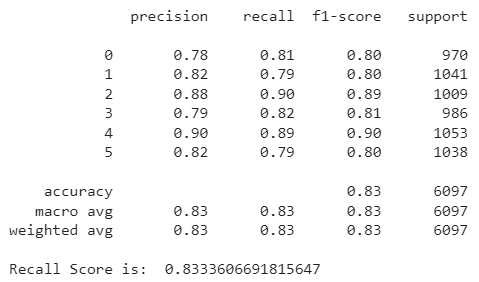 precision recall f1-score support
0 0.78 0.81 0.80 970
1 0.82 0.79 0.80 1041
2 0.88 0.90 0.89 1009
3 0.79 0.82 0.81 986
4 0.90 0.89 0.90 1053
5 0.82 0.79 0.80 1038
accuracy 0.83 6097
macro avg 0.83 0.83 0.83 6097
weighted avg 0.83 0.83 0.83 6097
Recall Score is: 0.8333606691815647